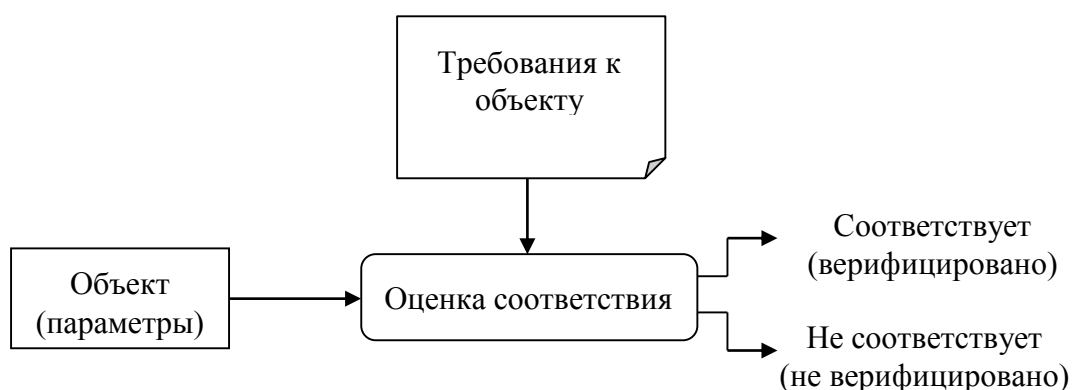 Требования к
объекту
Объект
(параметры)
Оценка соответствия
Соответствует
(верифицировано)
Не соответствует
(не верифицировано)